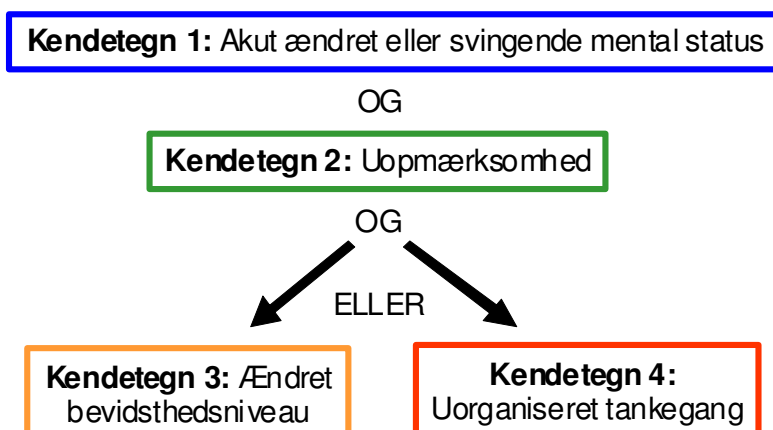 Kendetegn 1: Akut ændret eller svingende mental status
OG
Kendetegn 2: Uopmærksomhed
OG
ELLER
Kendetegn 3: Ændret
bevidsthedsniveau
Kendetegn 4:
Uorganiseret tankegang